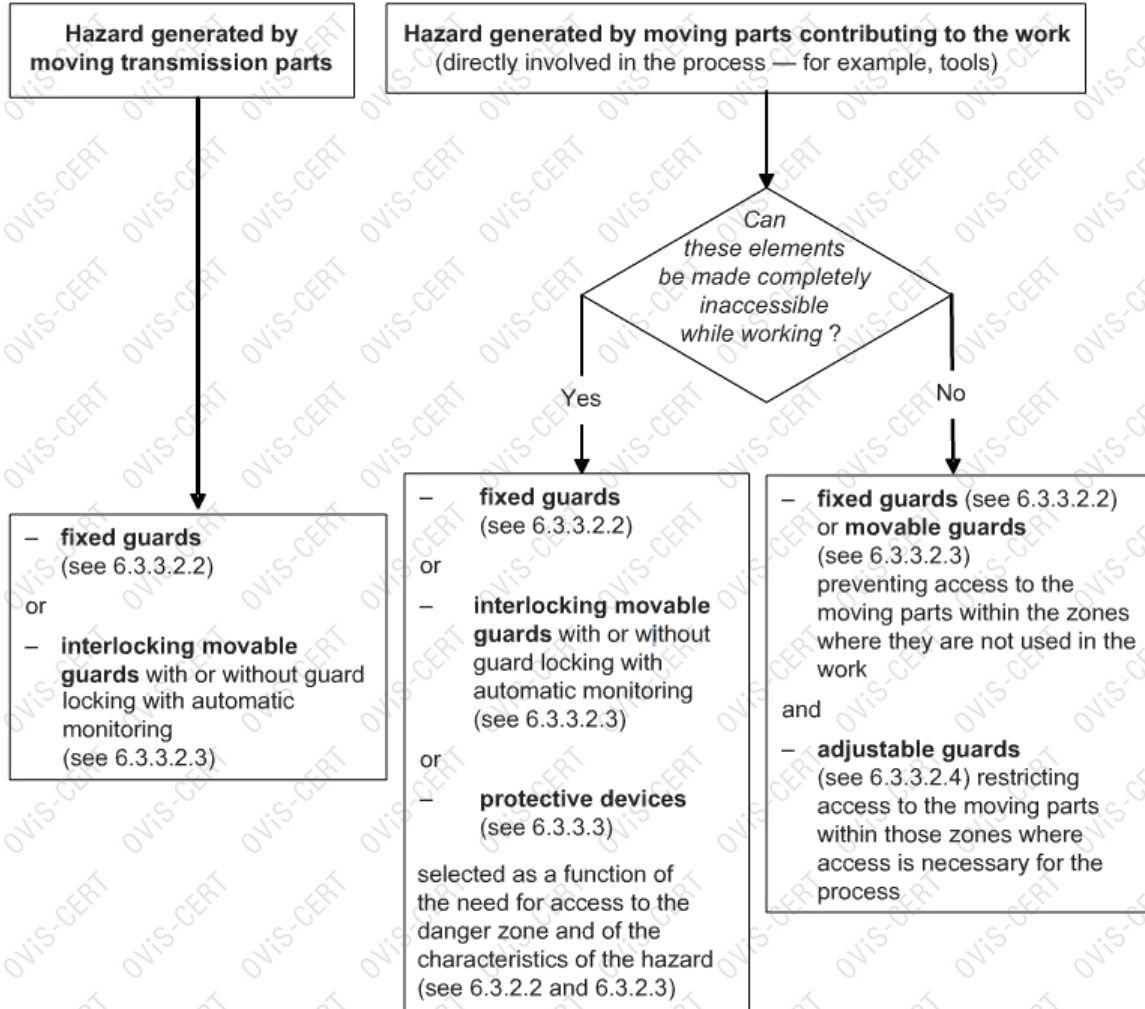 Hazard generated by
moving transmission parts
Hazard generated by moving parts contributing to the work
(directly involved in the process — for example, tools)
Can
these elements
be made completely
inaccessible
while working ?
Yes
No
– fixed guards
(see 6.3.3.2.2)
or
– interlocking movable
guards with or without guard
locking with automatic
monitoring
(see 6.3.3.2.3)
– fixed guards
(see 6.3.3.2.2)
or
– interlocking movable
guards with or without
guard locking with
automatic monitoring
(see 6.3.3.2.3)
or
– protective devices
(see 6.3.3.3)
selected as a function of
the need for access to the
danger zone and of the
characteristics of the hazard
(see 6.3.2.2 and 6.3.2.3)
– fixed guards (see 6.3.3.2.2)
or movable guards
(see 6.3.3.2.3)
preventing access to the
moving parts within the zones
where they are not used in the
work
and
– adjustable guards
(see 6.3.3.2.4) restricting
access to the moving parts
within those zones where
access is necessary for the
process
OViS-CERT